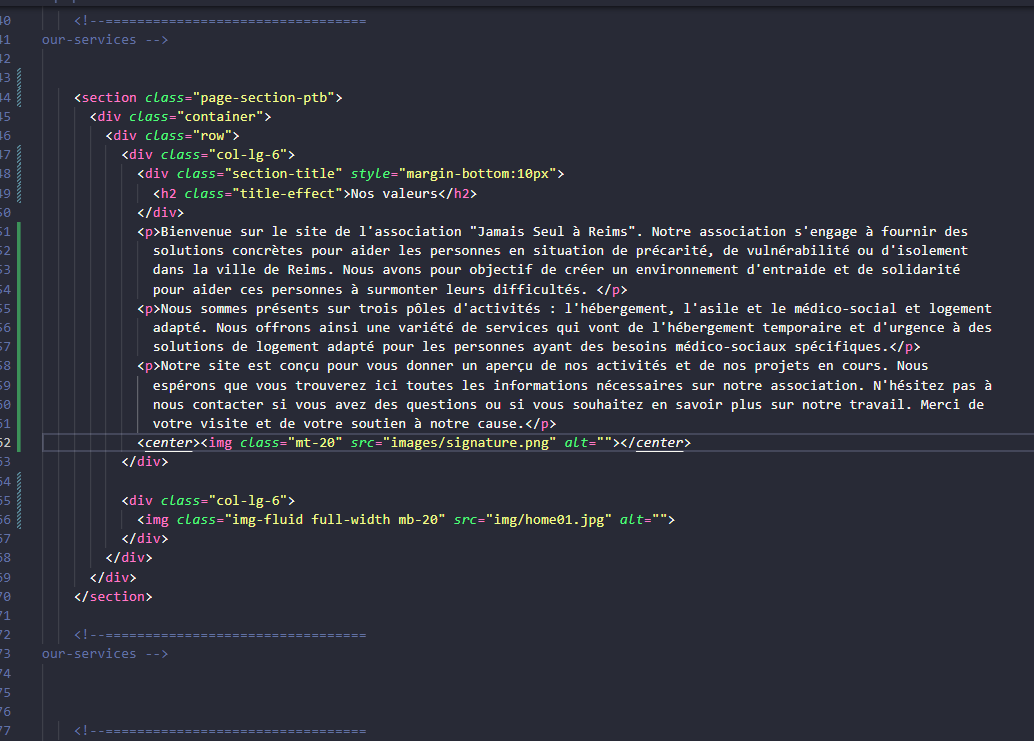 40 <!--=================================
41 our-services -->
42
43
44 <section class="page-section-ptb">
45 <div class="container">
46 <div class="row">
47 <div class="col-lg-6">
48 <div class="section-title" style="margin-bottom:10px">
49 <h2 class="title-effect">Nos valeurs</h2>
50 </div>
51 <p>Bienvenue sur le site de l'association "Jamais Seul à Reims". Notre association s'engage à fournir des
52 solutions concrètes pour aider les personnes en situation de précarité, de vulnérabilité ou d'isolement
53 dans la ville de Reims. Nous avons pour objectif de créer un environnement d'entraide et de solidarité
54 pour aider ces personnes à surmonter leurs difficultés. </p>
55 <p>Nous sommes présents sur trois pôles d'activités : l'hébergement, l'asile et le médico-social et logement
56 adapté. Nous offrons ainsi une variété de services qui vont de l'hébergement temporaire et d'urgence à des
57 solutions de logement adapté pour les personnes ayant des besoins médico-sociaux spécifiques.</p>
58 <p>Notre site est conçu pour vous donner un aperçu de nos activités et de nos projets en cours. Nous
59 espérons que vous trouverez ici toutes les informations nécessaires sur notre association. N'hésitez pas à
60 nous contacter si vous avez des questions ou si vous souhaitez en savoir plus sur notre travail. Merci de
61 votre visite et de votre soutien à notre cause.</p>
62 <center><img class="mt-20" src="images/signature.png" alt=""></center>
63 </div>
64
65 <div class="col-lg-6">
66 <img class="img-fluid full-width mb-20" src="img/home01.jpg" alt="">
67 </div>
68 </div>
69 </div>
70 </section>
71
72 <!--=================================
73 our-services -->
74
75
76
77 <!--=================================